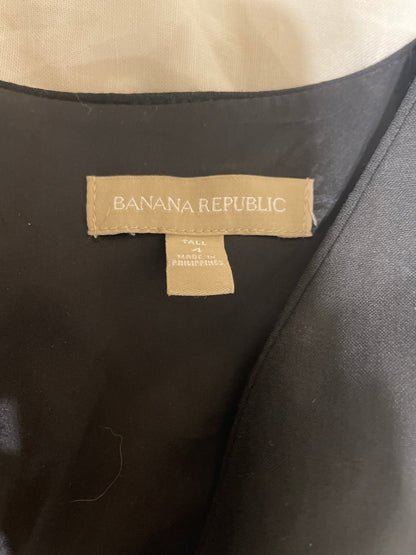 BANANA REPUBLIC
TALL
4
MADE IN
PHILIPPINES